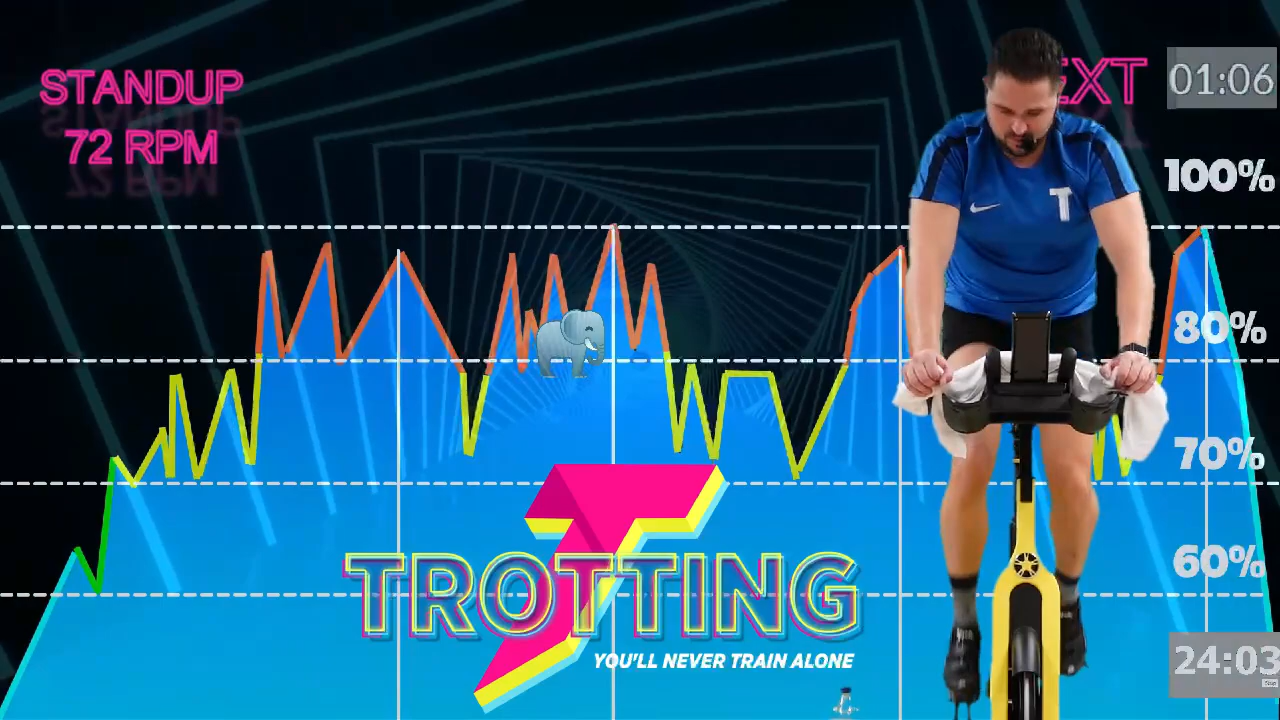 STANDUP
72 RPM
EXT
01:06
100%
80%
70%
60%
T
TROTTING
YOU'LL NEVER TRAIN ALONE
24:03